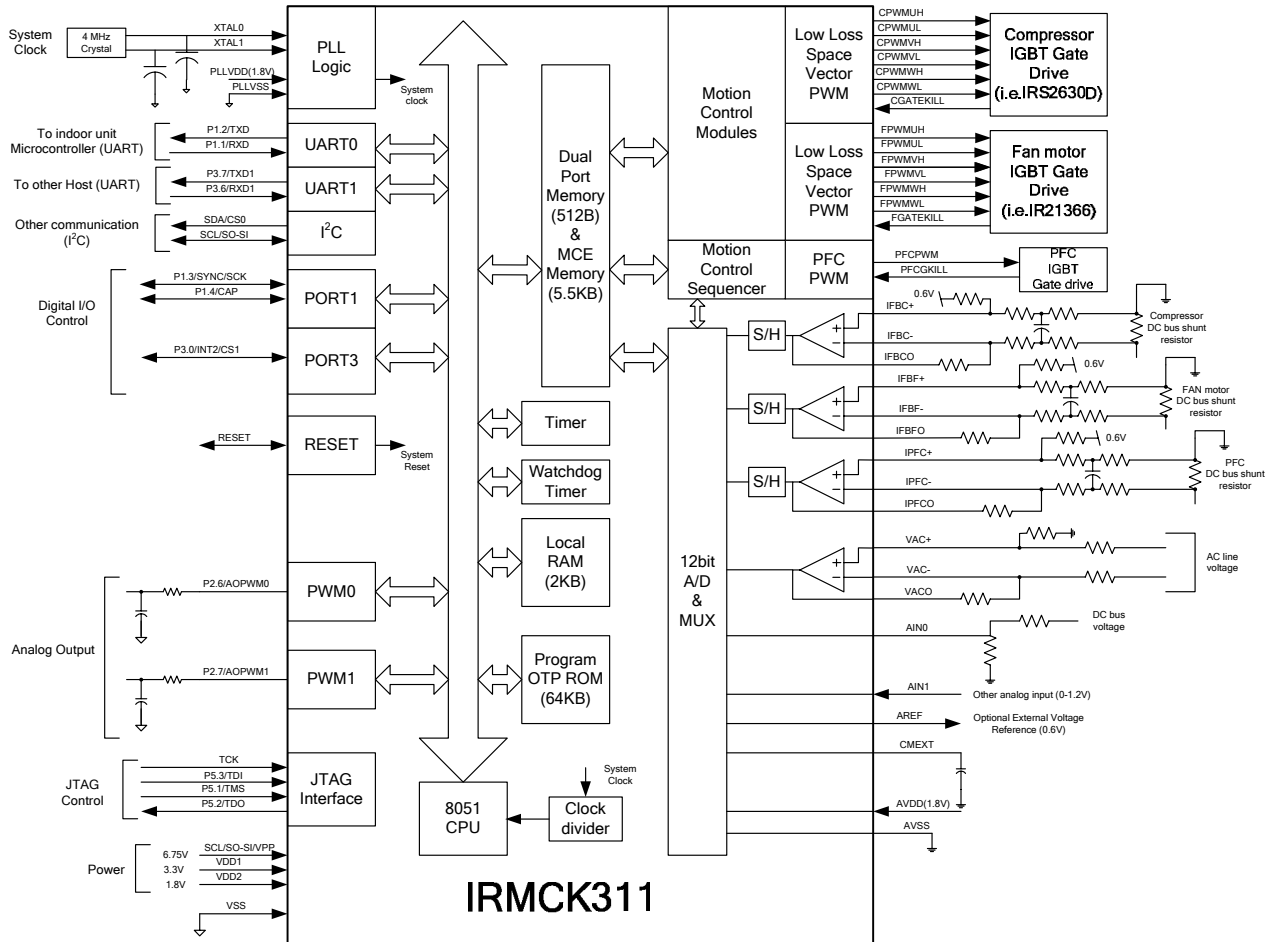 System
Clock
4 MHz
Crystal
XTAL0
XTAL1
PLLVDD(1.8V)
PLLVSS
PLL
Logic
System
clock
To indoor unit
Microcontroller (UART)
P1.2/TXD
P1.1/RXD
UART0
To other Host (UART)
P3.7/TXD1
P3.6/RXD1
UART1
Other communication
(I²C)
SDA/CS0
SCL/SO-SI
I²C
Digital I/O
Control
P1.3/SYNC/SCK
P1.4/CAP
PORT1
P3.0/INT2/CS1
PORT3
RESET
RESET
System
Reset
Analog Output
P2.6/AOPWM0
PWM0
P2.7/AOPWM1
PWM1
JTAG
Control
TCK
P5.3/TDI
P5.1/TMS
P5.2/TDO
JTAG
Interface
Power
6.75V
3.3V
1.8V
SCL/SO-SI/VPP
VDD1
VDD2
VSS
Dual
Port
Memory
(512B)
&
MCE
Memory
(5.5KB)
Timer
Watchdog
Timer
Local
RAM
(2KB)
Program
OTP ROM
(64KB)
8051
CPU
System
Clock
Clock
divider
IRMCK311
Motion
Control
Modules
Motion
Control
Sequencer
Low Loss
Space
Vector
PWM
Low Loss
Space
Vector
PWM
PFC
PWM
CPWMUH
CPWMUL
CPWMVH
CPWMVL
CPWMWH
CPWMWL
CGATEKILL
Compressor
IGBT Gate
Drive
(i.e.IRS2630D)
FPWMUH
FPWMUL
FPWMVH
FPWMVL
FPWMWH
FPWMWL
FGATEKILL
Fan motor
IGBT Gate
Drive
(i.e.IR21366)
PFCPWM
PFCGKILL
PFC
IGBT
Gate drive
12bit
A/D
&
MUX
S/H
+
-
IFBC+
0.6V
IFBC-
IFBCO
Compressor
DC bus shunt
resistor
S/H
+
-
0.6V
IFBF+
IFBF-
IFBFO
FAN motor
DC bus shunt
resistor
S/H
+
-
0.6V
IPFC+
IPFC-
IPFCO
PFC
DC bus shunt
resistor
+
-
VAC+
VAC-
VACO
AC line
voltage
AIN0
DC bus
voltage
AIN1
Other analog input (0-1.2V)
AREF
Optional External Voltage
Reference (0.6V)
CMEXT
AVDD(1.8V)
AVSS